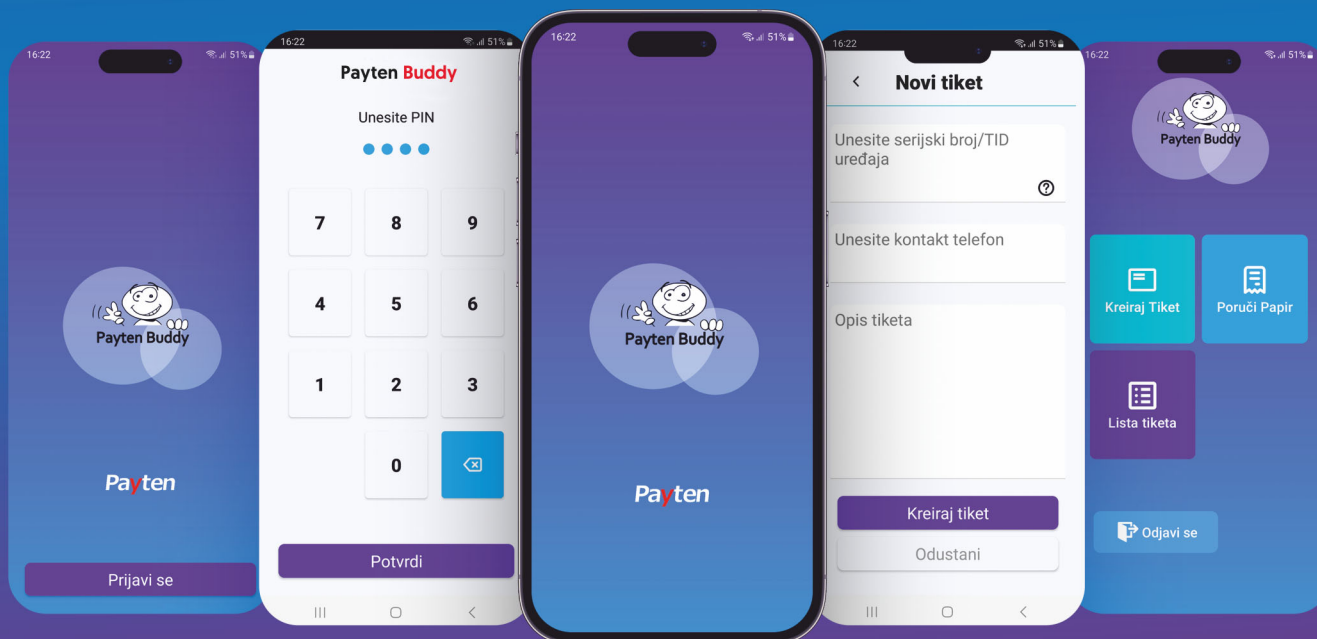 16:22
51%
Payten Buddy
Payten
Prijavi se
16:22
51%
Payten Buddy
Unesite PIN
7 8 9
4 5 6
1 2 3
0
Potvrdi
16:22
51%
Payten Buddy
Payten
16:22
51%
Novi tiket
Unesite serijski broj/TID
uređaja
Unesite kontakt telefon
Opis tiketa
Kreiraj tiket
Odustani
16:22
51%
Payten Buddy
Kreiraj Tiket
Poruči Papir
Lista tiketa
Odjavi se